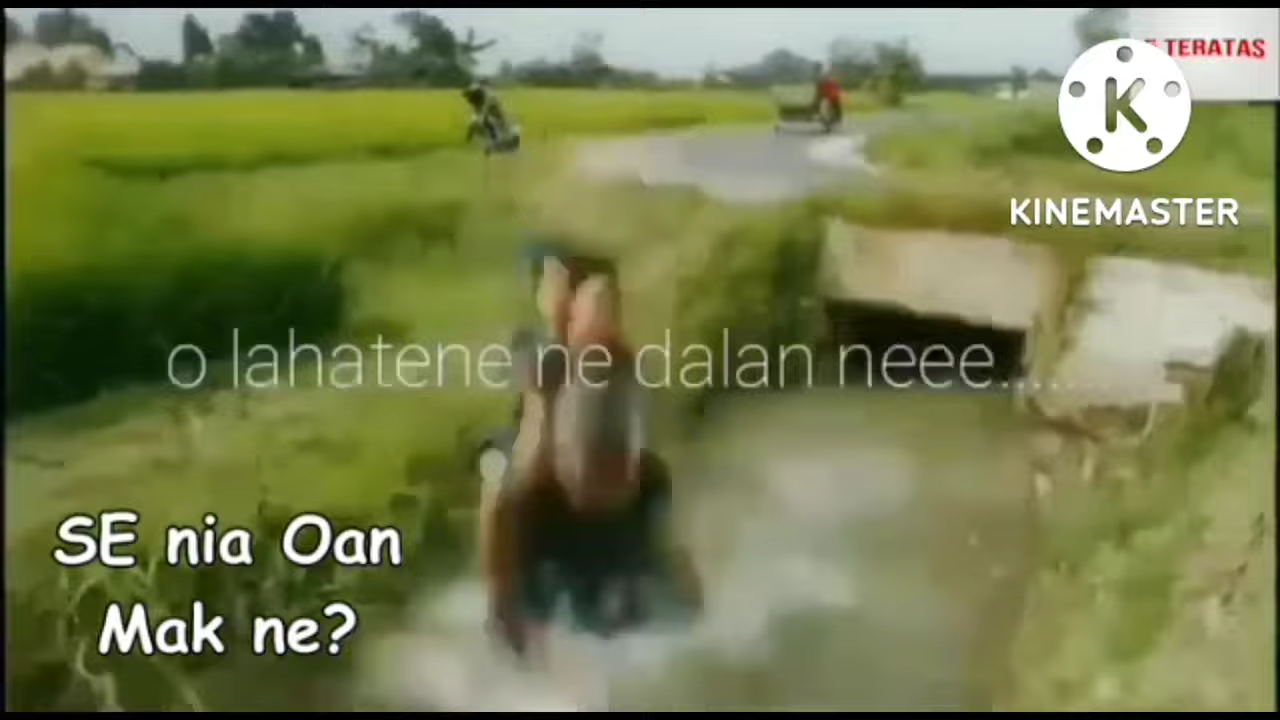 TERATAS
KINEMASTER
o lahatene ne dalan neee.......
SE nia Oan
Mak ne?